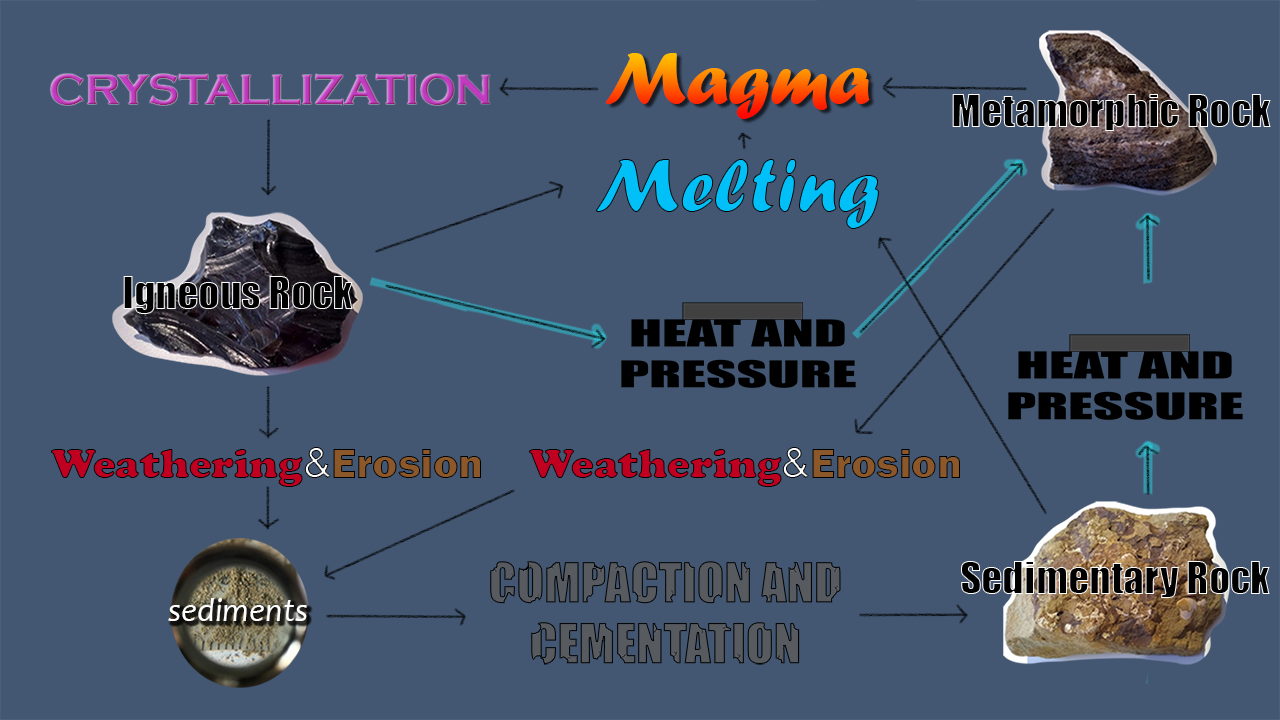 CRYSTALLIZATION
Magma
Metamorphic Rock
Melting
Igneous Rock
HEAT AND
PRESSURE
HEAT AND
PRESSURE
Weathering&Erosion
Weathering&Erosion
COMPACTION AND
CEMENTATION
sediments
Sedimentary Rock